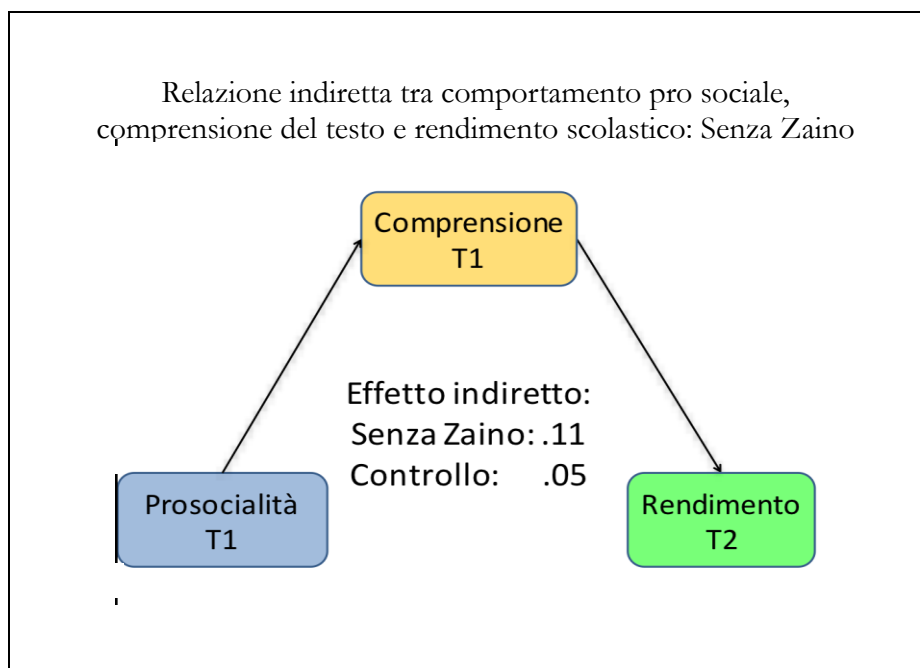 Relazione indiretta tra comportamento pro sociale,
comprensione del testo e rendimento scolastico: Senza Zaino
Comprensione
T1
Effetto indiretto:
Senza Zaino: .11
Controllo: .05
Prosocialità
T1
Rendimento
T2